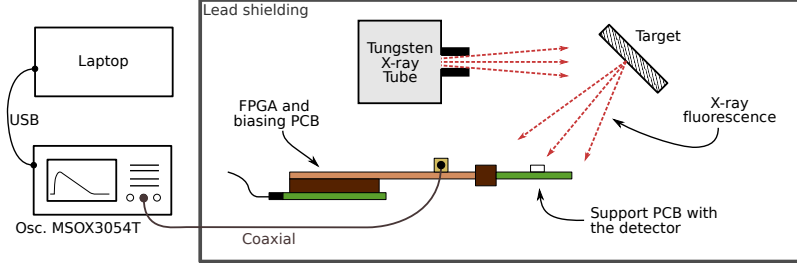 Lead shielding
Laptop
Tungsten
X-ray
Tube
Target
USB
FPGA and
biasing PCB
X-ray
fluorescence
Osc. MSOX3054T
Coaxial
Support PCB with
the detector